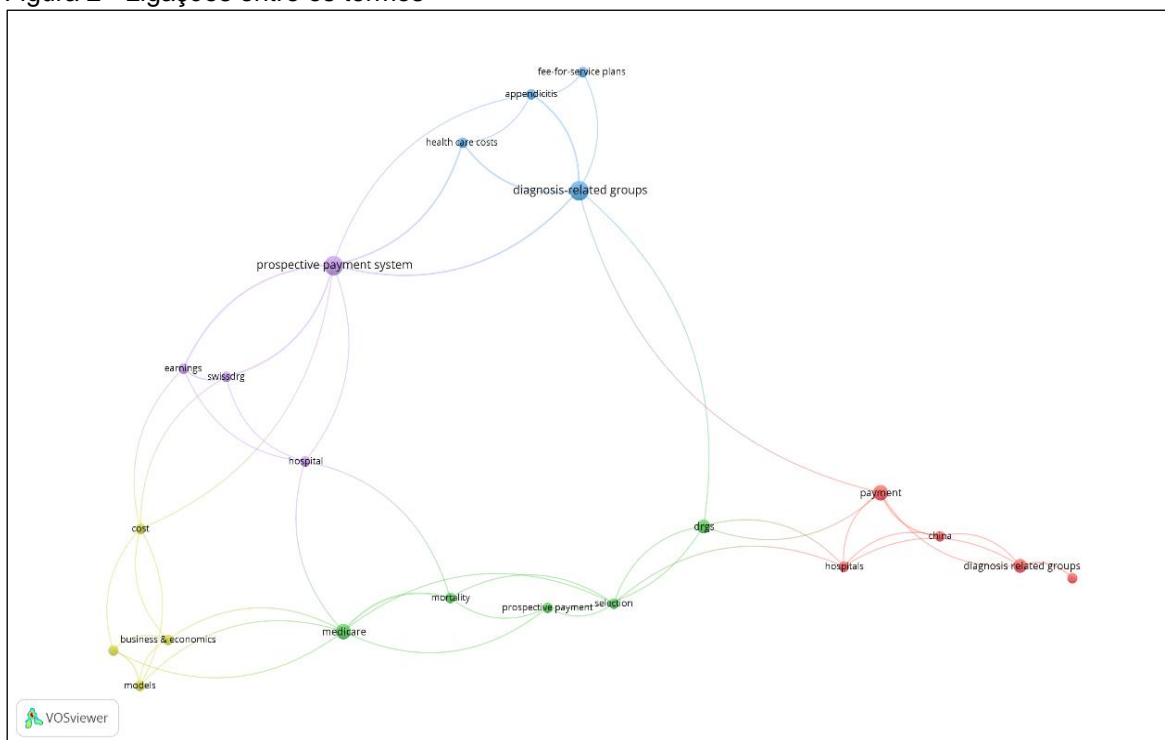 Figura 2 - Ligações entre os termos
fee-for-service plans
appendicitis
health care costs
diagnosis-related groups
prospective payment system
earnings
swissdrg
hospital
payment
cost
drgs
china
hospitals
diagnosis related groups
mortality
prospective payment
selection
medicare
business & economics
models
VOSviewer